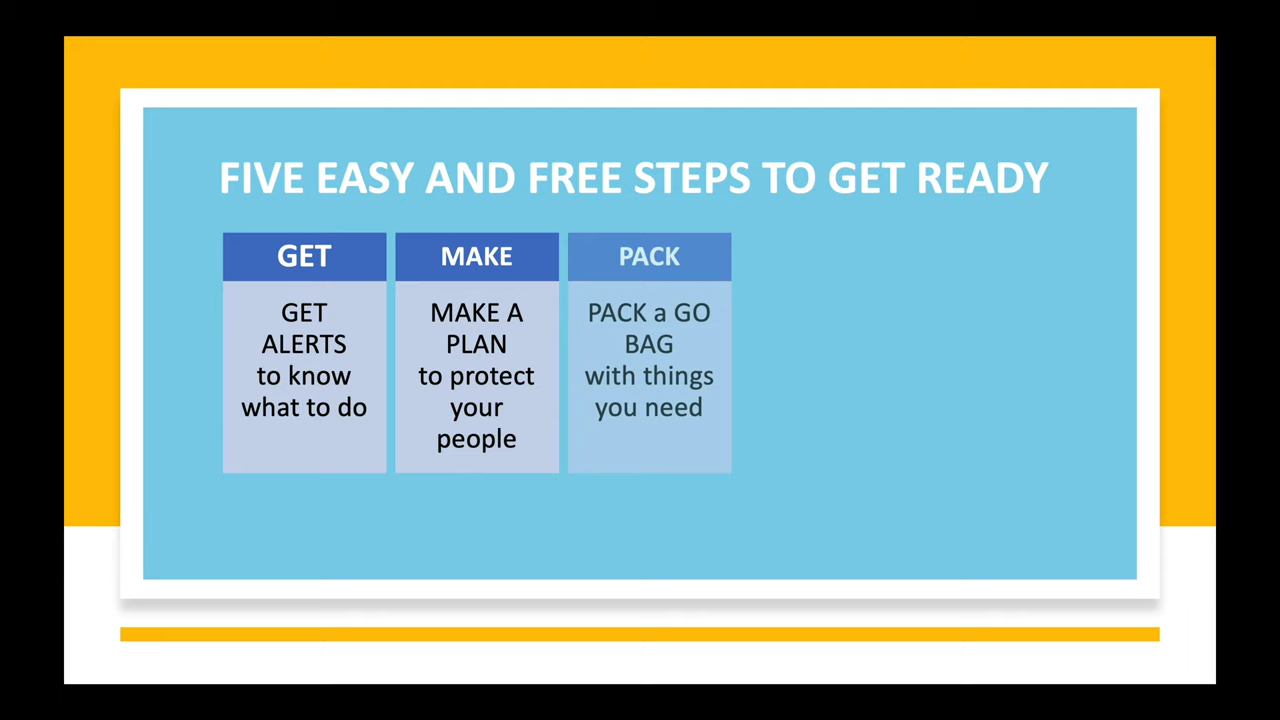 FIVE EASY AND FREE STEPS TO GET READY
GET
GET
ALERTS
to know
what to do
MAKE
MAKE A
PLAN
to protect
your
people
PACK
PACK a GO
BAG
with things
you need